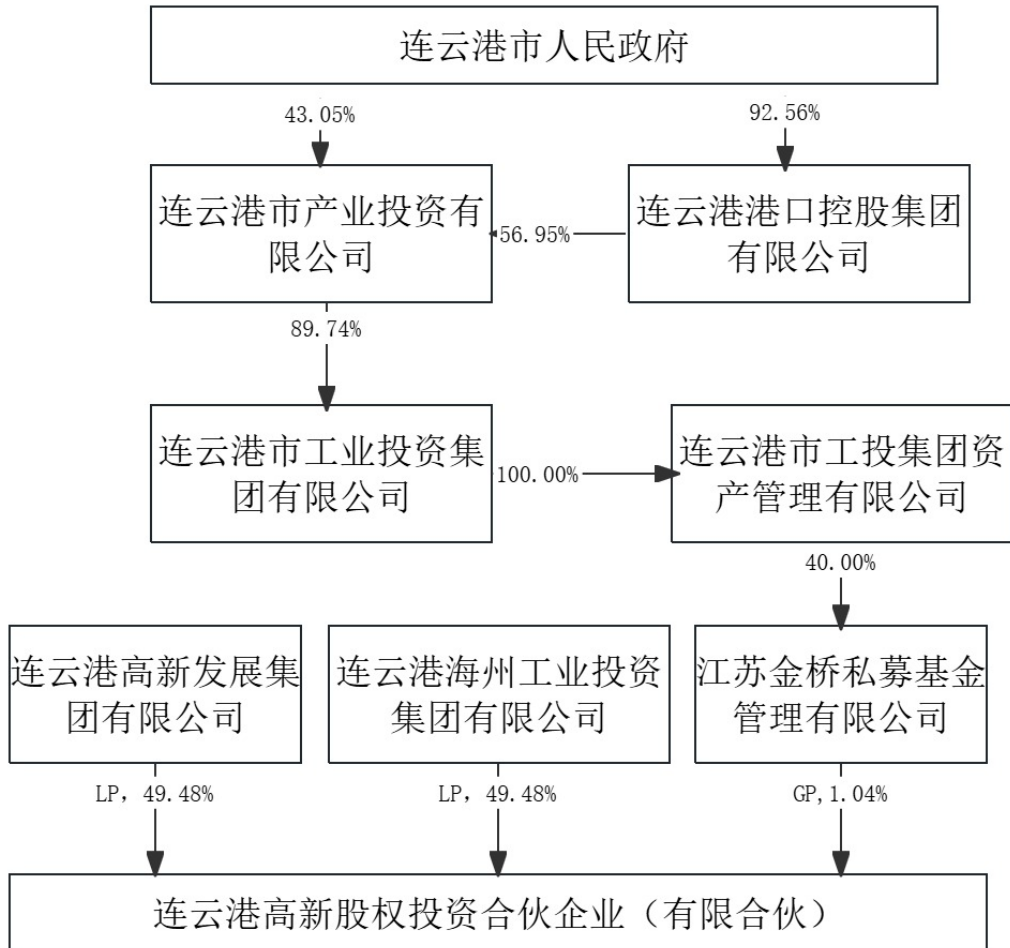 连云港市人民政府
43.05%
92.56%
连云港市产业投资有
限公司
56.95%
连云港港口控股集团
有限公司
89.74%
连云港市工业投资集
团有限公司
100.00%
连云港市工投集团资
产管理有限公司
40.00%
连云港高新发展集
团有限公司
连云港海州工业投资
集团有限公司
江苏金桥私募基金
管理有限公司
LP，49.48%
LP，49.48%
GP,1.04%
连云港高新股权投资合伙企业（有限合伙）